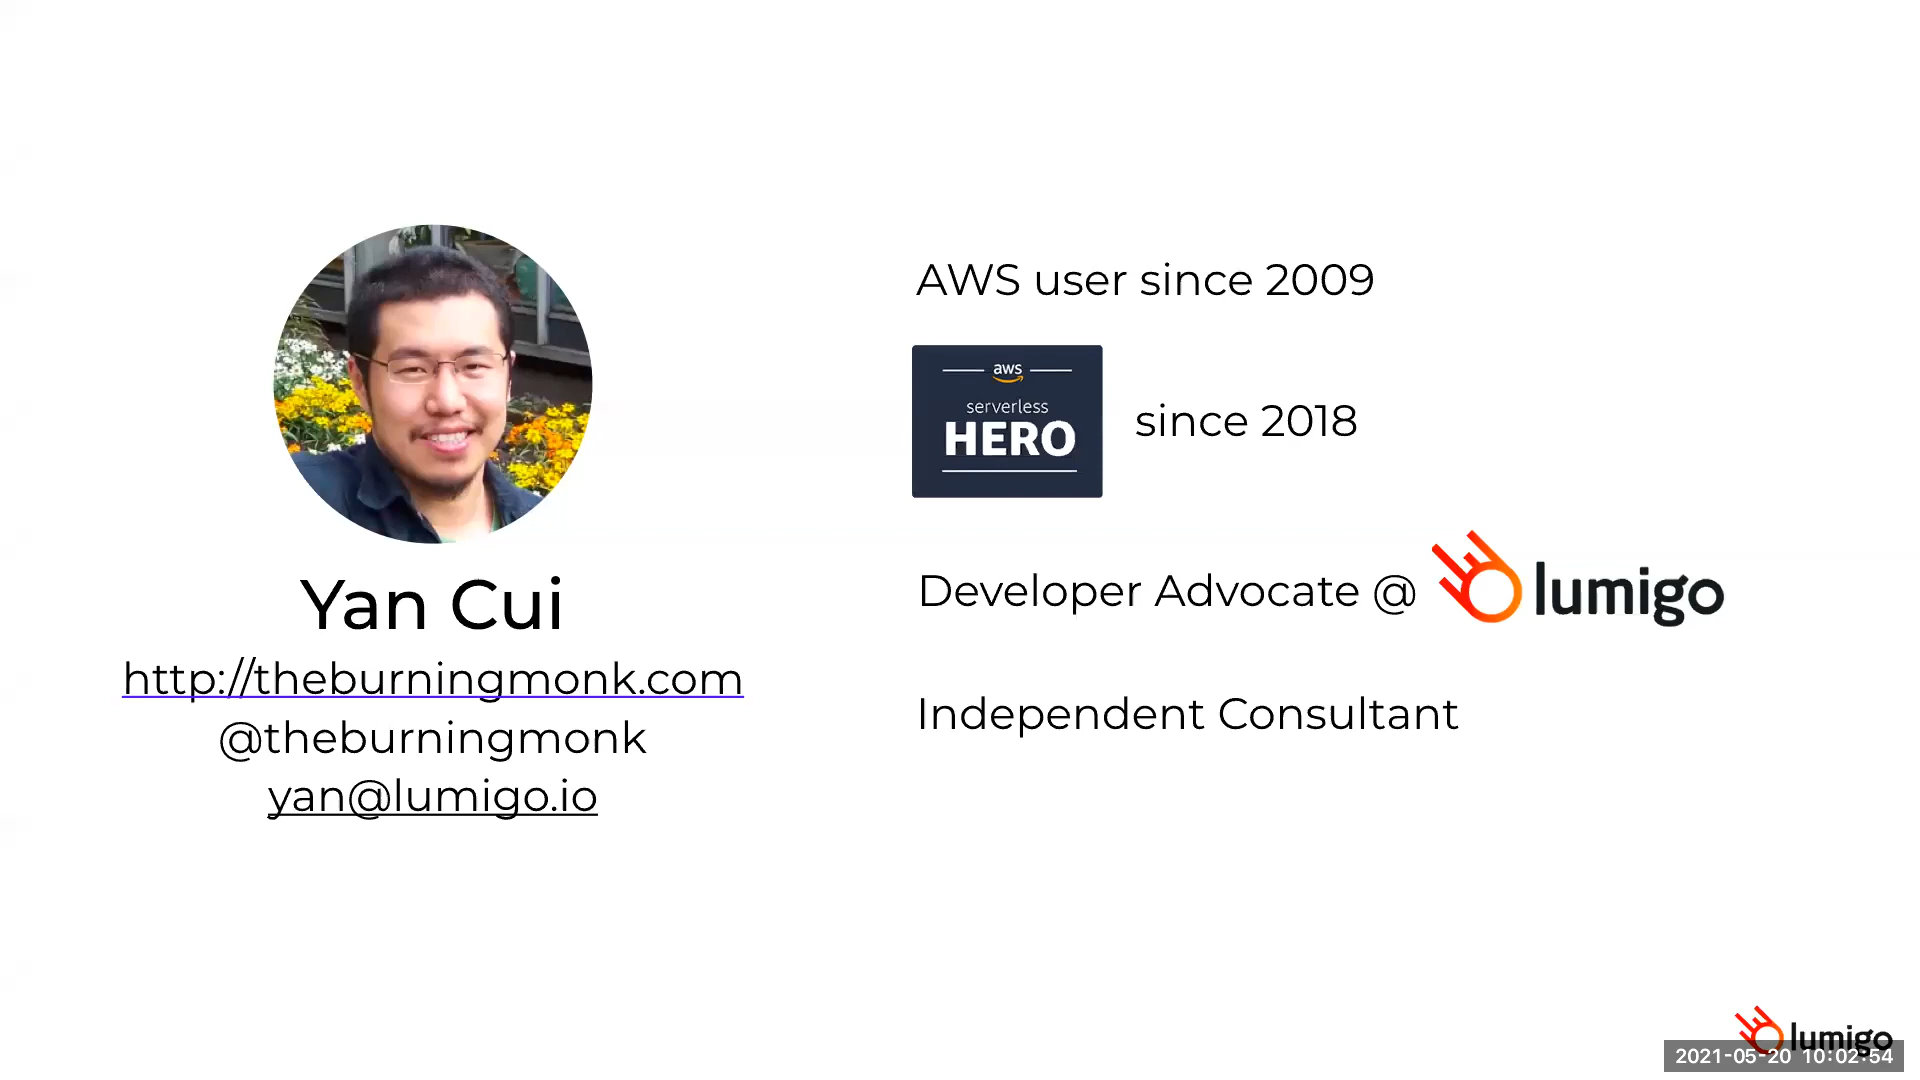 Yan Cui
http://theburningmonk.com
@theburningmonk
yan@lumigo.io
AWS user since 2009
aws
serverless
HERO
since 2018
Developer Advocate @ lumigo
Independent Consultant
lumigo
2021-05-20 10:02:54